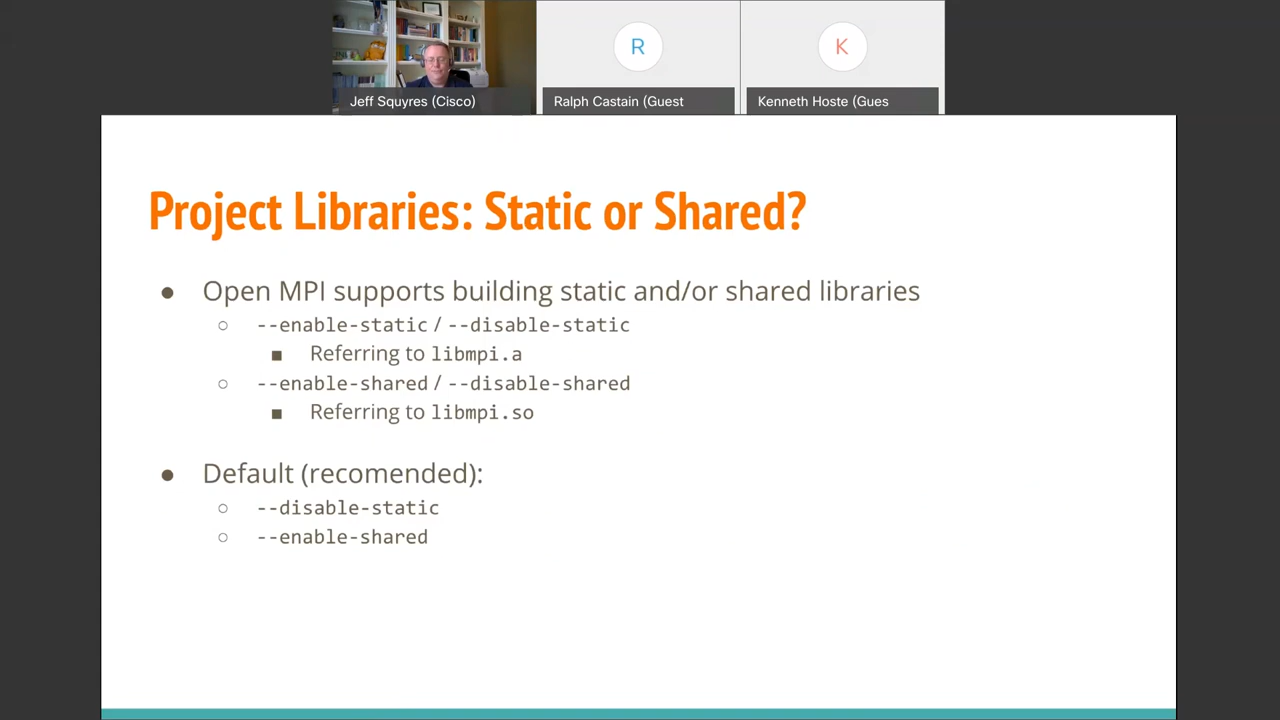 Jeff Squyres (Cisco)
R
Ralph Castain (Guest
K
Kenneth Hoste (Gues
Project Libraries: Static or Shared?
● Open MPI supports building static and/or shared libraries
○ --enable-static / --disable-static
■ Referring to libmpi.a
○ --enable-shared / --disable-shared
■ Referring to libmpi.so
● Default (recomended):
○ --disable-static
○ --enable-shared